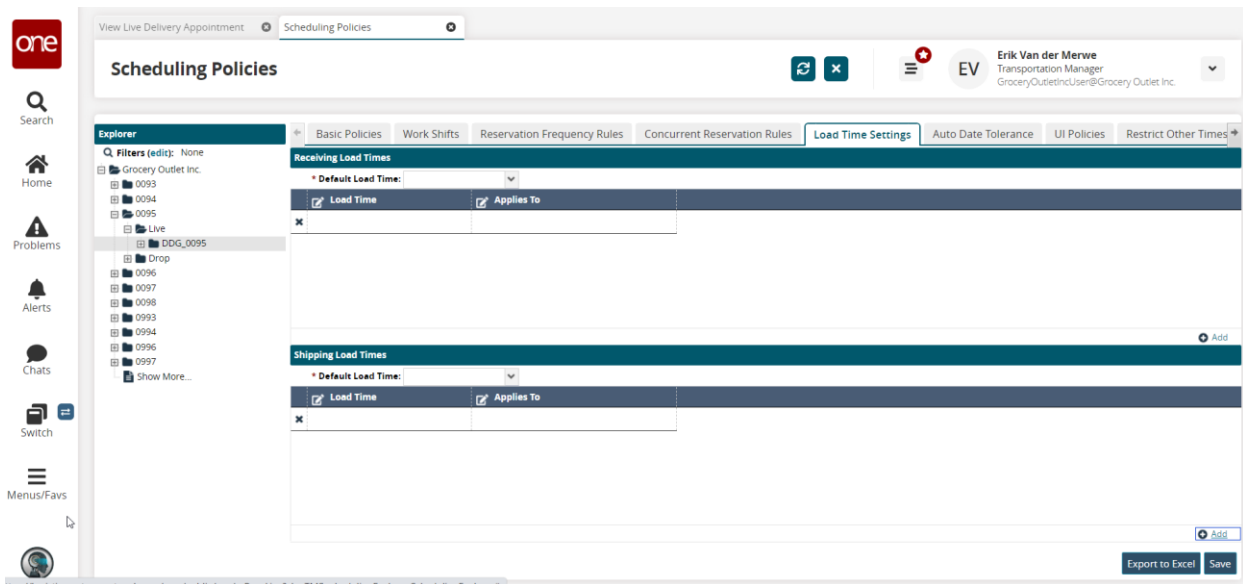 one
View Live Delivery Appointment
Scheduling Policies
Scheduling Policies
EV
Erik Van der Merwe
Transportation Manager
GroceryOutletIncUser@Grocery Outlet Inc.
Search
Home
Problems
Alerts
Chats
Switch
Menus/Favs
Explorer
Filters (edit): None
Grocery Outlet Inc.
0093
0094
0095
Live
DDG_0095
Drop
0096
0097
0098
0993
0994
0996
0997
Show More...
Basic Policies Work Shifts Reservation Frequency Rules Concurrent Reservation Rules Load Time Settings Auto Date Tolerance UI Policies Restrict Other Times
Receiving Load Times
* Default Load Time:
Load Time Applies To
Add
Shipping Load Times
* Default Load Time:
Load Time Applies To
Add
Export to Excel Save